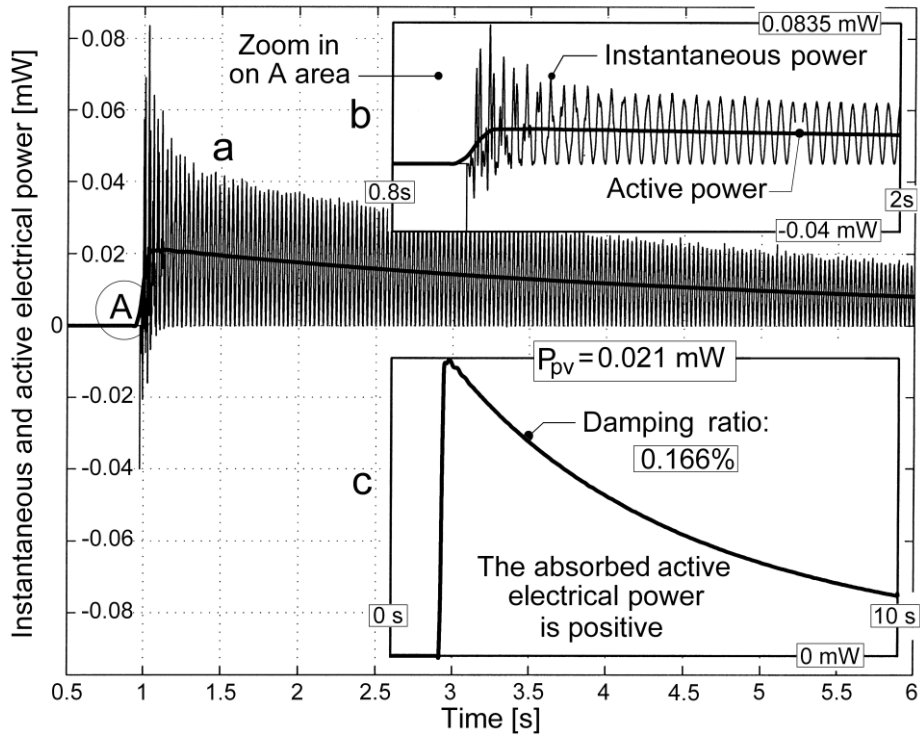 Instantaneous and active electrical power [mW]
0.08
0.06
0.04
0.02
0
-0.02
-0.04
-0.06
-0.08
0.5
1
1.5
2
2.5
3
3.5
4
4.5
5
5.5
6
Time [s]
a
A
Zoom in
on A area
b
0.0835 mW
Instantaneous power
Active power
0.8s
2s
-0.04 mW
c
Ppv = 0.021 mW
Damping ratio:
0.166%
The absorbed active
electrical power
is positive
0 s
10 s
0 mW